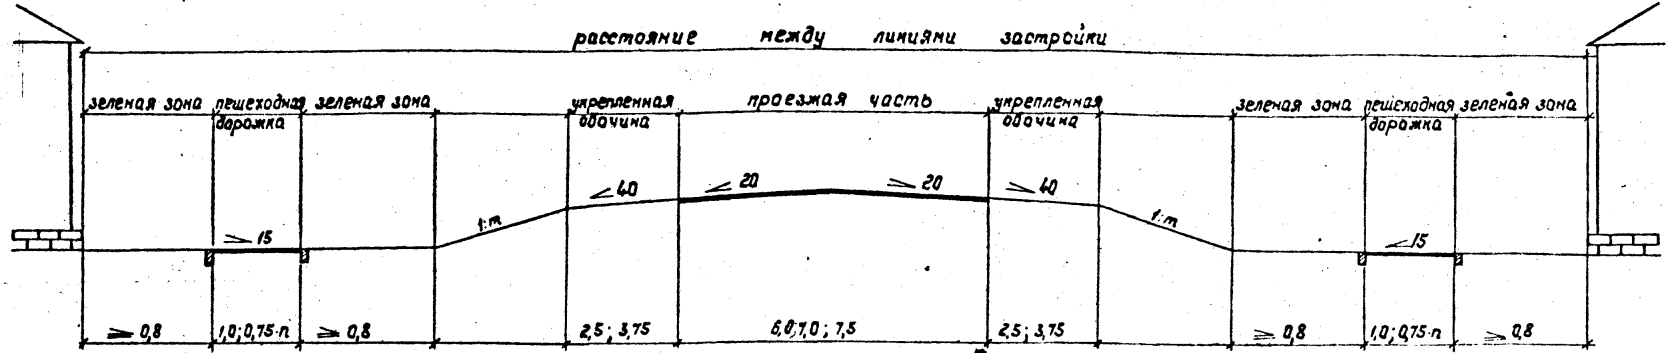 расстояние между линиями застройки
зеленая зона пешеходная дорожка зеленая зона укрепленная обочина проезжая часть укрепленная обочина зеленая зона пешеходная дорожка зеленая зона
40 20 20 40
1:m 1:m
15 15
≥ 0,8 1,0; 0,75·п ≥ 0,8 2,5; 3,75 6,0; 7,0; 7,5 2,5; 3,75 ≥ 0,8 1,0; 0,75·п ≥ 0,8